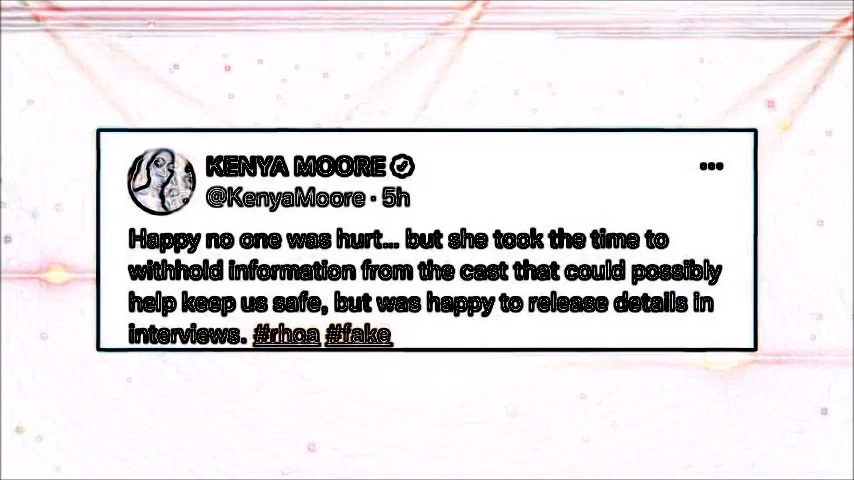 KENYA MOORE
@KenyaMoore · 5h
Happy no one was hurt... but she took the time to
withhold information from the cast that could possibly
help keep us safe, but was happy to release details in
interviews. #rhoa #fake